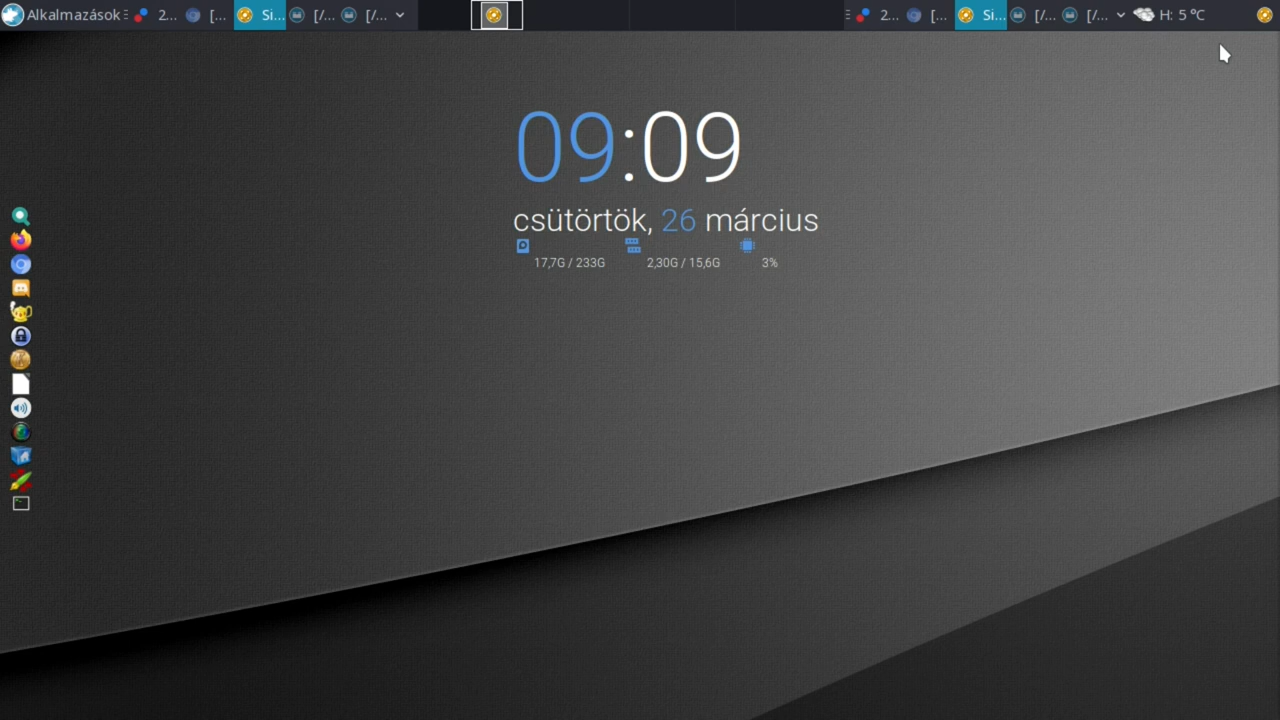 Alkalmazások 2... [... Si... [/... [/... 2... [... Si... [/... [/... H: 5 °C
09:09
csütörtök, 26 március
17,7G / 233G 2,30G / 15,6G 3%